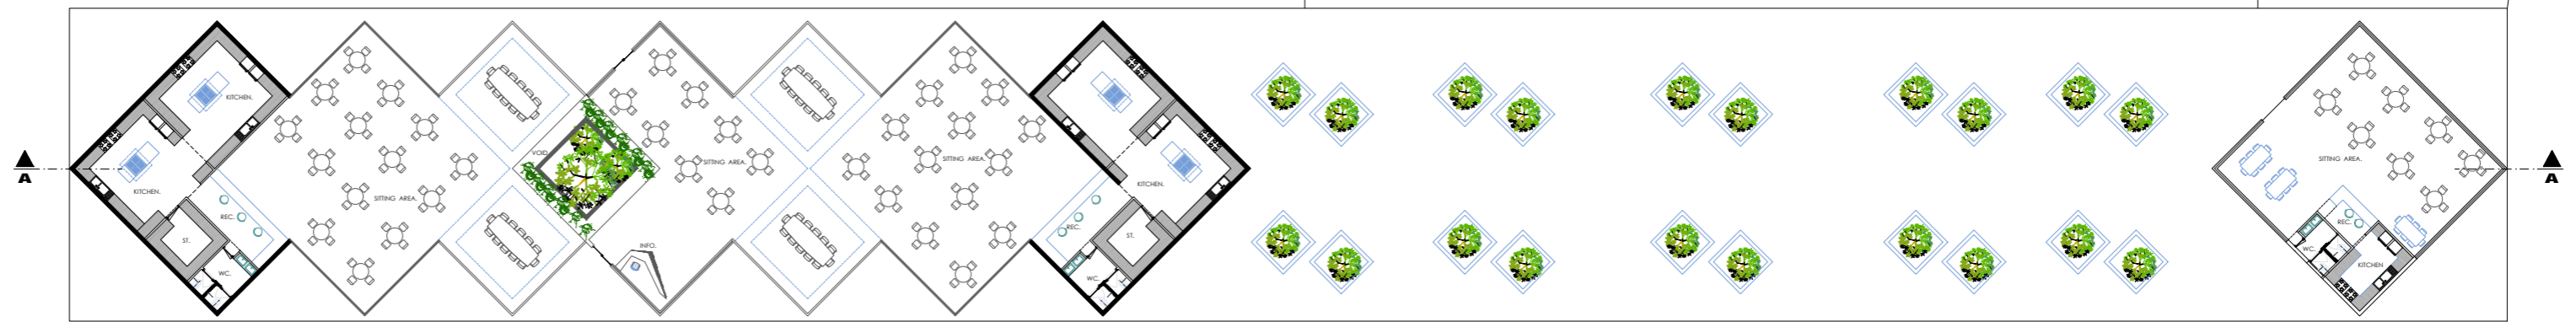 KITCHEN.
KITCHEN.
REC.
ST.
WC.
SITTING AREA.
VOID
SITTING AREA.
INFO.
SITTING AREA.
KITCHEN.
REC.
ST.
WC.
SITTING AREA.
REC.
WC.
KITCHEN
A
A